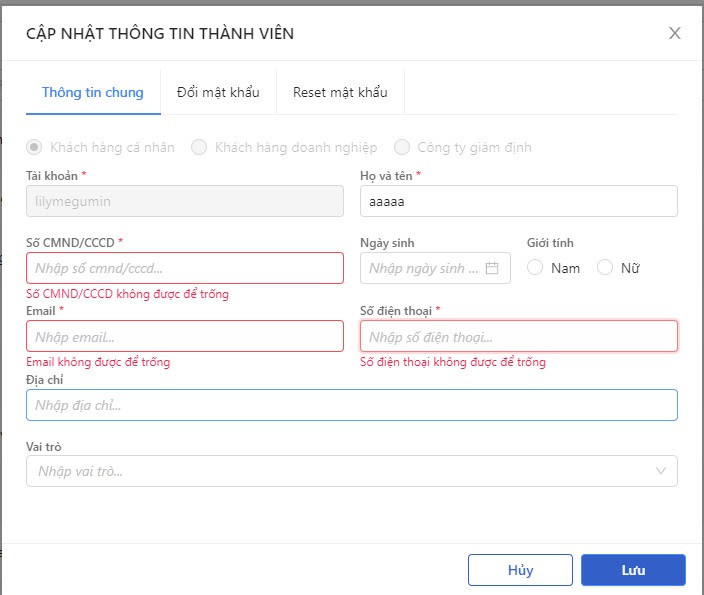 CẬP NHẬT THÔNG TIN THÀNH VIÊN
Thông tin chung Đổi mật khẩu Reset mật khẩu
Khách hàng cá nhân Khách hàng doanh nghiệp Công ty giám định
Tài khoản * Họ và tên *
lilymegumin aaaaa
Số CMND/CCCD * Ngày sinh Giới tính
Nhập số cmnd/cccd... Nhập ngày sinh ... Nam Nữ
Số CMND/CCCD không được để trống
Email * Số điện thoại *
Nhập email... Nhập số điện thoại...
Email không được để trống Số điện thoại không được để trống
Địa chỉ
Nhập địa chỉ...
Vai trò
Nhập vai trò...
Hủy Lưu